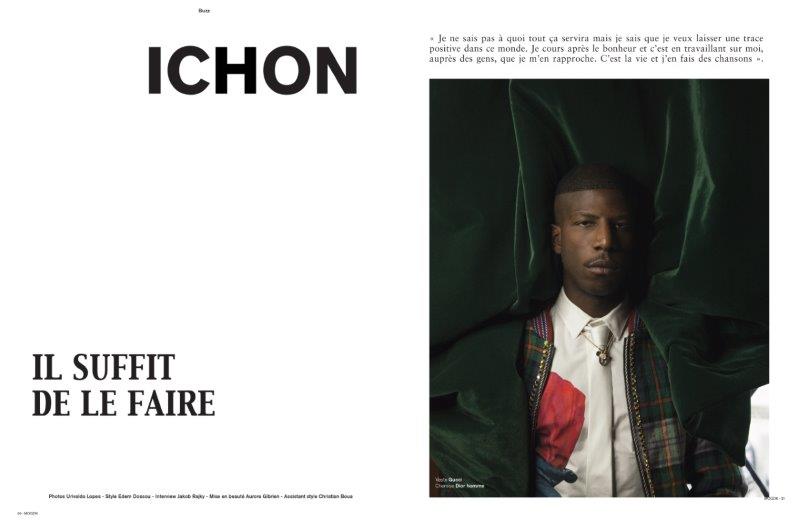 Buzz
ICHON
« Je ne sais pas à quoi tout ça servira mais je sais que je veux laisser une trace
positive dans ce monde. Je cours après le bonheur et c'est en travaillant sur moi,
auprès des gens, que je m'en rapproche. C'est la vie et j'en fais des chansons ».
IL SUFFIT
DE LE FAIRE
Veste Gucci
Chemise Dior homme
Photos Urivaldo Lopes - Style Edem Dossou - Interview Jakob Rajky - Mise en beauté Aurore Gibrien - Assistant style Christian Boua
MODZIK